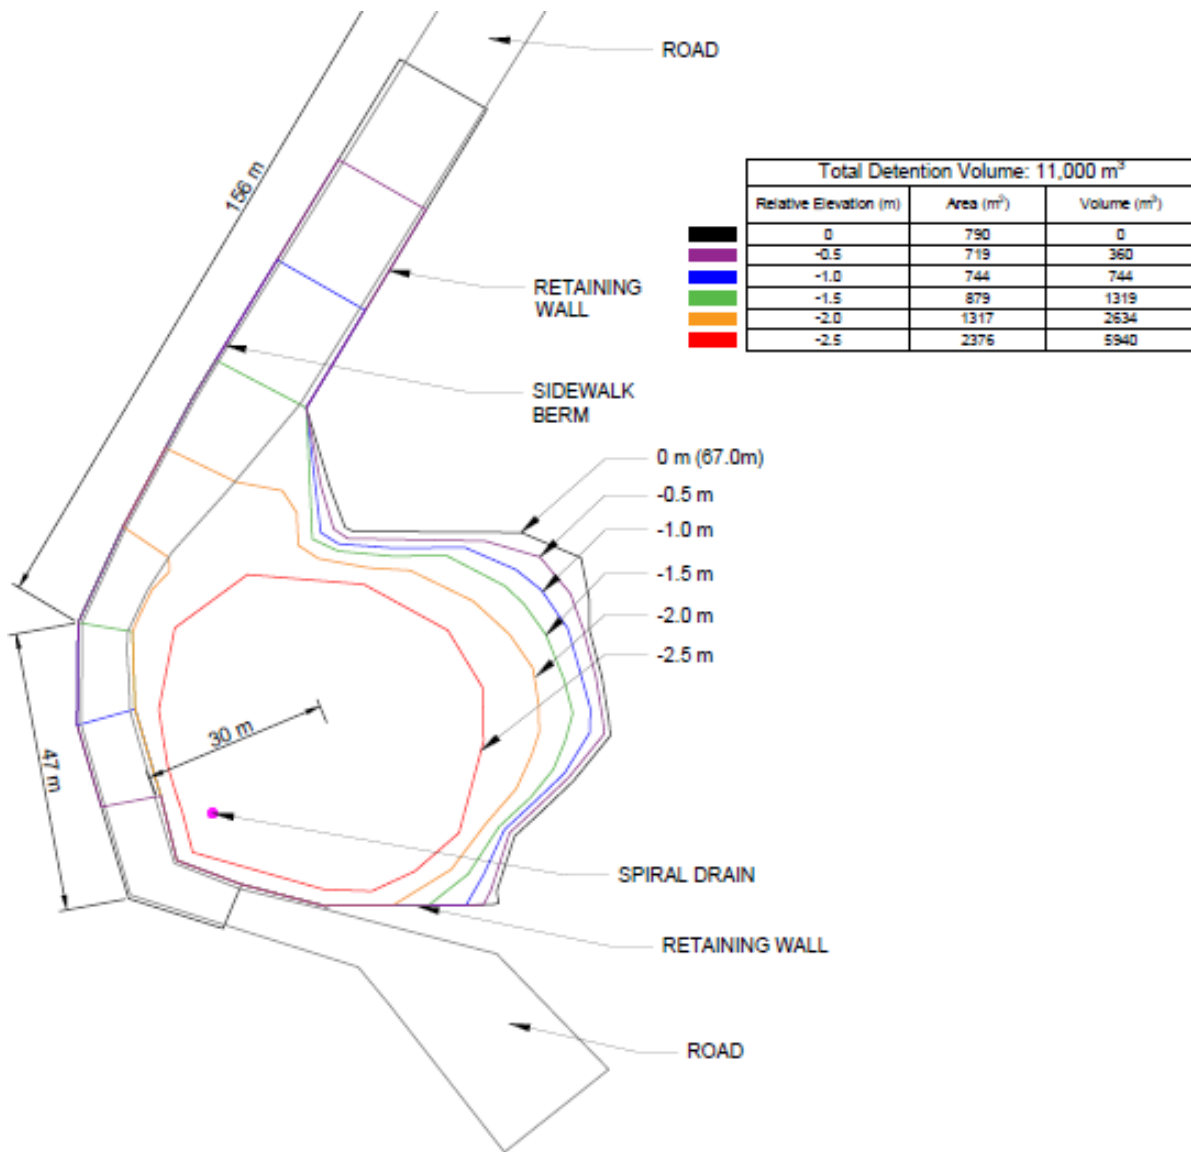 ROAD
156 m
Total Detention Volume: 11,000 m³
Relative Elevation (m) Area (m²) Volume (m³)
0 790 0
-0.5 719 360
-1.0 744 744
-1.5 879 1319
-2.0 1317 2634
-2.5 2376 5940
RETAINING
WALL
SIDEWALK
BERM
0 m (67.0m)
-0.5 m
-1.0 m
-1.5 m
-2.0 m
-2.5 m
30 m
47 m
SPIRAL DRAIN
RETAINING WALL
ROAD